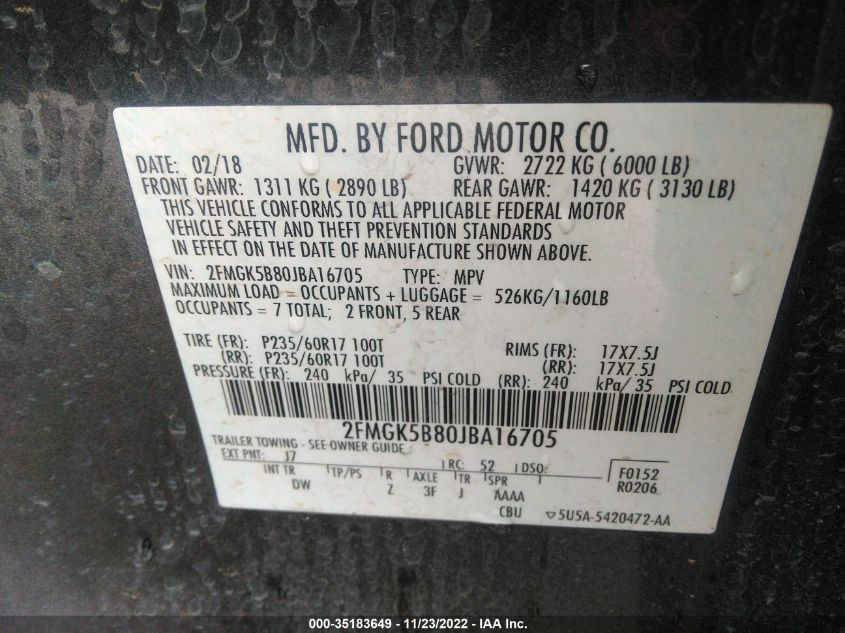 MFD. BY FORD MOTOR CO.
DATE: 02/18 GVWR: 2722 KG ( 6000 LB)
FRONT GAWR: 1311 KG ( 2890 LB) REAR GAWR: 1420 KG ( 3130 LB)
THIS VEHICLE CONFORMS TO ALL APPLICABLE FEDERAL MOTOR
VEHICLE SAFETY AND THEFT PREVENTION STANDARDS
IN EFFECT ON THE DATE OF MANUFACTURE SHOWN ABOVE.
VIN: 2FMGK5B80JBA16705 TYPE: MPV
MAXIMUM LOAD = OCCUPANTS + LUGGAGE = 526KG/1160LB
OCCUPANTS = 7 TOTAL; 2 FRONT, 5 REAR
TIRE (FR): P235/60R17 100T RIMS (FR): 17X7.5J
(RR): P235/60R17 100T (RR): 17X7.5J
PRESSURE (FR): 240 kPa/ 35 PSI COLD (RR): 240 kPa/ 35 PSI COLD
2FMGK5B80JBA16705
TRAILER TOWING - SEE OWNER GUIDE
EXT PNT: J7 RC: 52 DSO: F0152
INT TR TP/PS R AXLE TR SPR R0206
DW Z 3F J AAAA
CBU ▽5U5A-5420472-AA
000-35183649 - 11/23/2022 - IAA Inc.